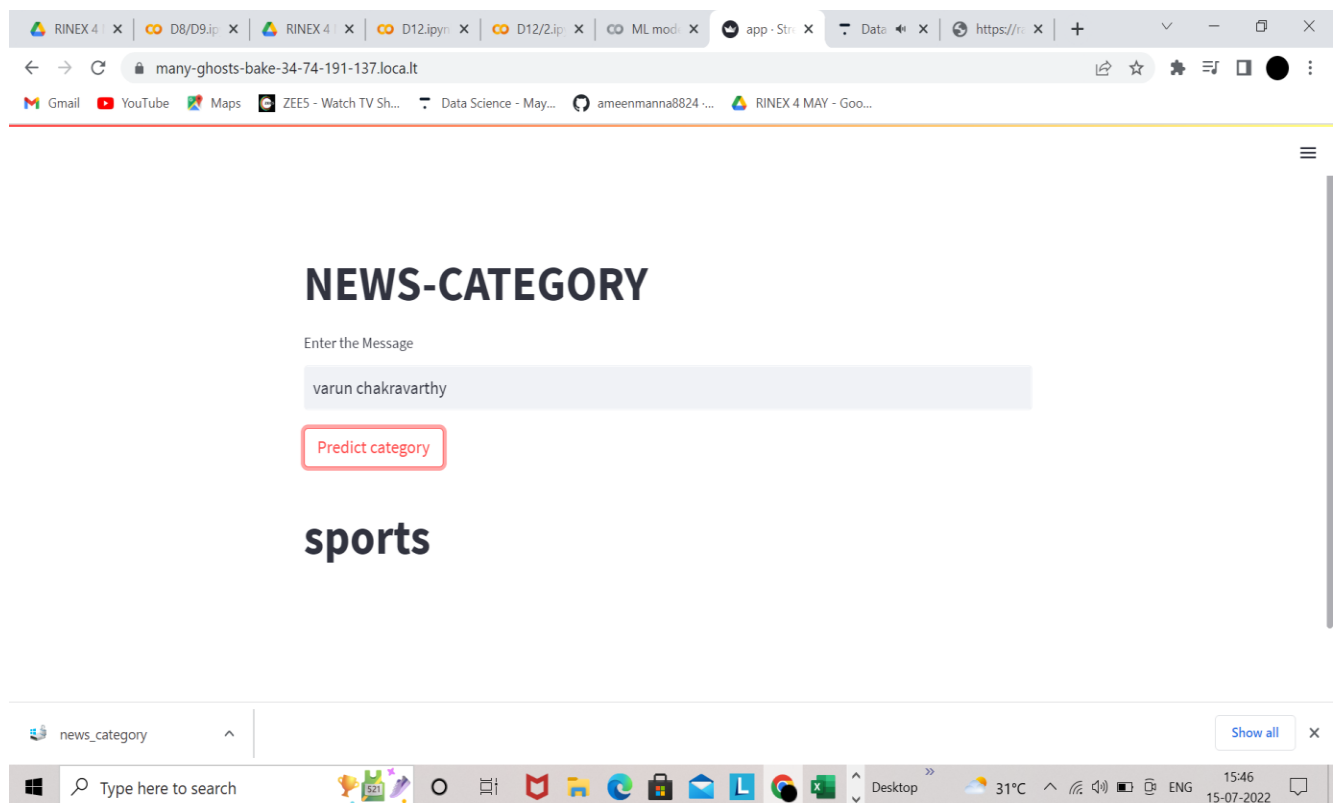 RINEX 4 D8/D9.ip RINEX 4 D12.ipyn D12/2.ip ML mod app · Str Data https://r
many-ghosts-bake-34-74-191-137.loca.lt
Gmail YouTube Maps ZEE5 - Watch TV Sh... Data Science - May... ameenmanna8824 ·... RINEX 4 MAY - Goo...
NEWS-CATEGORY
Enter the Message
varun chakravarthy
Predict category
sports
news_category Show all
Type here to search 521 L Desktop 31°C ENG 15:46
15-07-2022